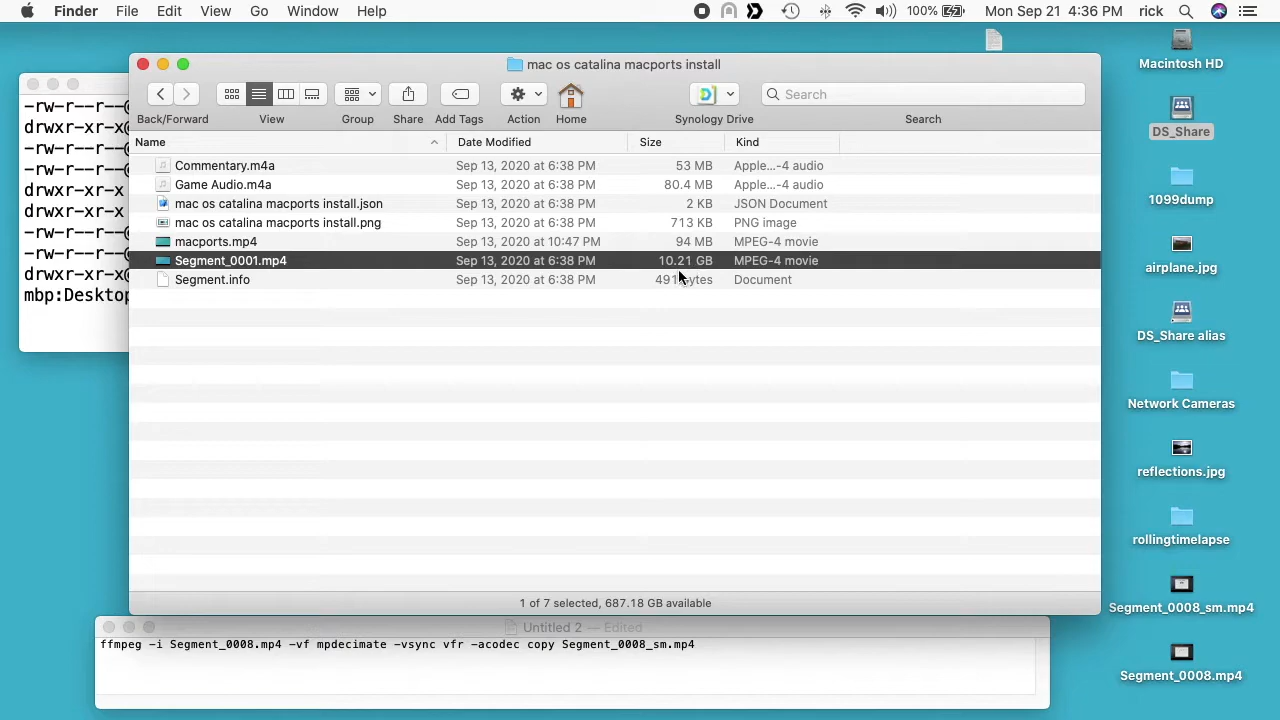 Finder File Edit View Go Window Help 100% Mon Sep 21 4:36 PM rick
mac os catalina macports install
Back/Forward View Group Share Add Tags Action Home Synology Drive Search
Search
Name Date Modified Size Kind
Commentary.m4a Sep 13, 2020 at 6:38 PM 53 MB Apple...-4 audio
Game Audio.m4a Sep 13, 2020 at 6:38 PM 80.4 MB Apple...-4 audio
mac os catalina macports install.json Sep 13, 2020 at 6:38 PM 2 KB JSON Document
mac os catalina macports install.png Sep 13, 2020 at 6:38 PM 713 KB PNG image
macports.mp4 Sep 13, 2020 at 10:47 PM 94 MB MPEG-4 movie
Segment_0001.mp4 Sep 13, 2020 at 6:38 PM 10.21 GB MPEG-4 movie
Segment.info Sep 13, 2020 at 6:38 PM 491 bytes Document
1 of 7 selected, 687.18 GB available
-rw-r--r--@
drwxr-xr-x@
-rw-r--r--@
-rw-r--r--@
drwxr-xr-x
drwxr-xr-x
-rw-r--r--@
-rw-r--r--@
drwxr-xr-x@
mbp:Desktop
Untitled 2 — Edited
ffmpeg -i Segment_0008.mp4 -vf mpdecimate -vsync vfr -acodec copy Segment_0008_sm.mp4
Macintosh HD
DS_Share
1099dump
airplane.jpg
DS_Share alias
Network Cameras
reflections.jpg
rollingtimelapse
Segment_0008_sm.mp4
Segment_0008.mp4